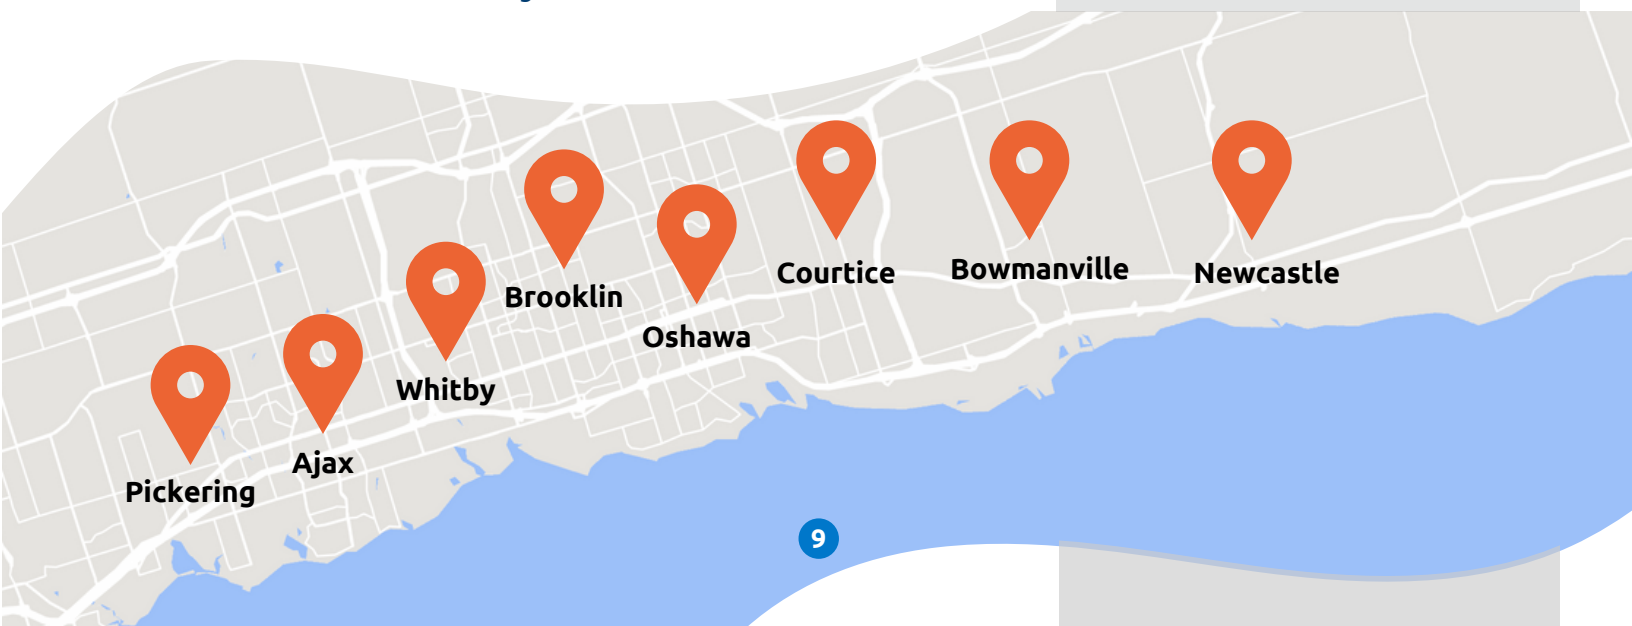 Courtice
Bowmanville
Newcastle
Brooklin
Oshawa
Whitby
Ajax
Pickering
9